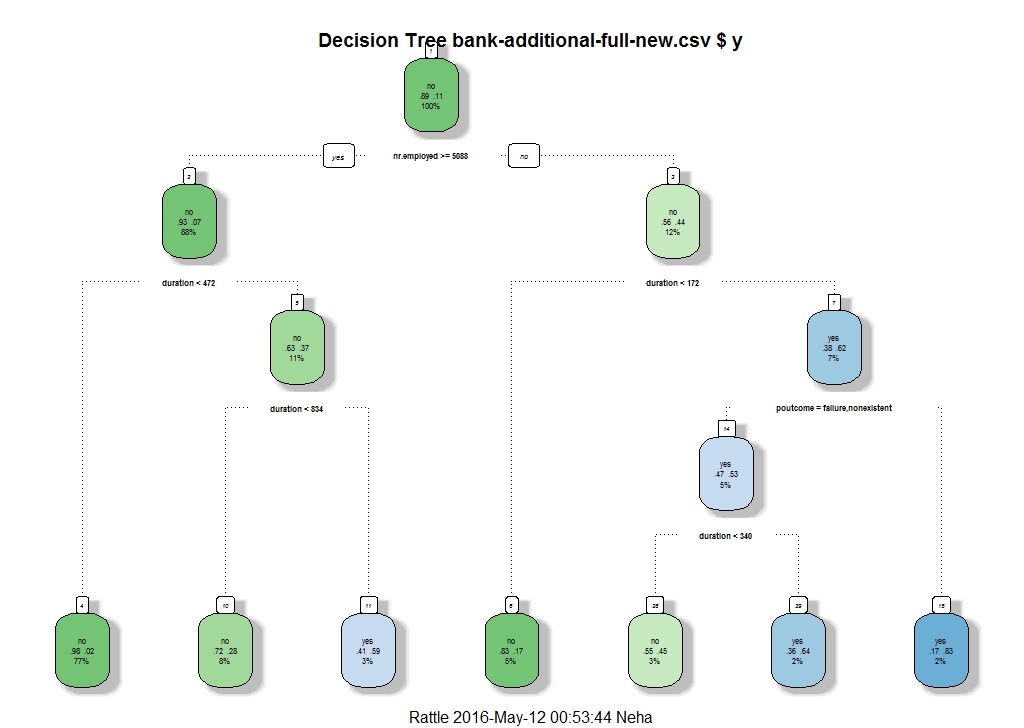 Decision Tree bank-additional-full-new.csv $ y
1
no
.89 .11
100%
yes
nr.employed >= 5088
no
2
no
.93 .07
88%
3
no
.56 .44
12%
duration < 472
duration < 172
5
no
.63 .37
11%
7
yes
.38 .62
7%
duration < 834
poutcome = failure,nonexistent
14
yes
.47 .53
5%
duration < 340
4
no
.98 .02
77%
10
no
.72 .28
8%
11
yes
.41 .59
3%
6
no
.83 .17
5%
28
no
.55 .45
3%
29
yes
.36 .64
2%
15
yes
.17 .83
2%
Rattle 2016-May-12 00:53:44 Neha